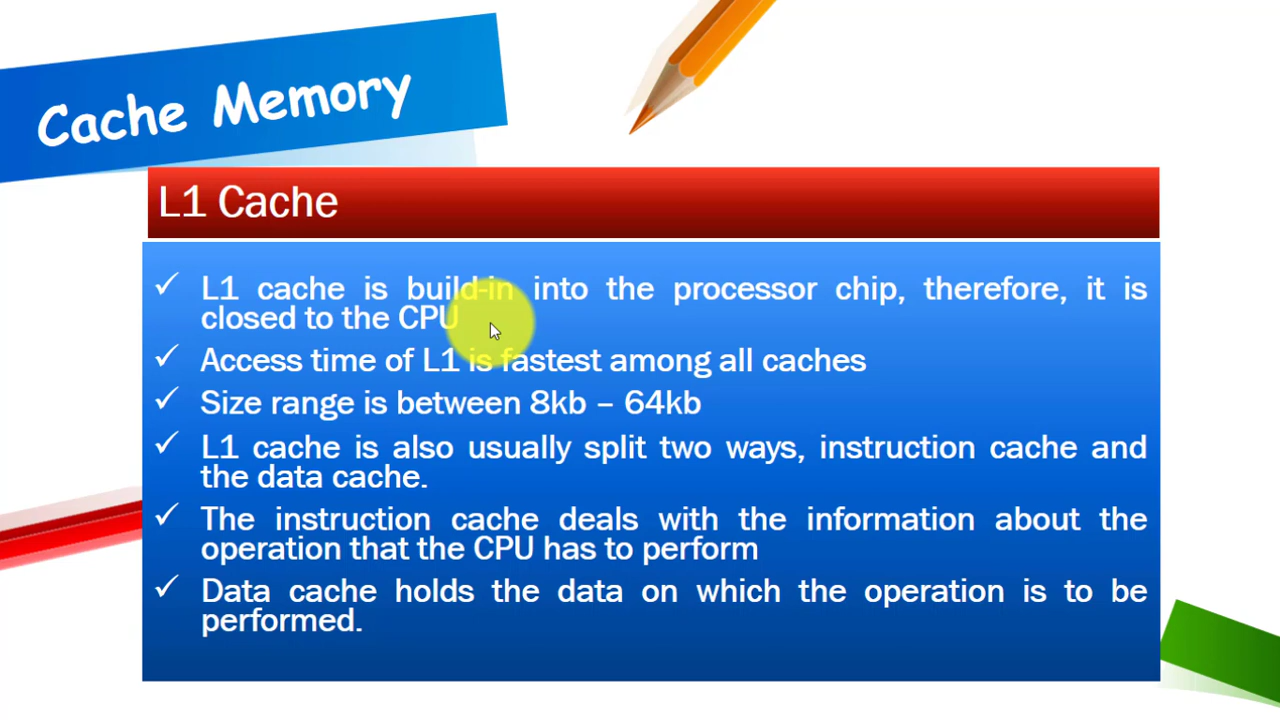 Cache Memory
L1 Cache
✓ L1 cache is build-in into the processor chip, therefore, it is
closed to the CPU
✓ Access time of L1 is fastest among all caches
✓ Size range is between 8kb – 64kb
✓ L1 cache is also usually split two ways, instruction cache and
the data cache.
✓ The instruction cache deals with the information about the
operation that the CPU has to perform
✓ Data cache holds the data on which the operation is to be
performed.